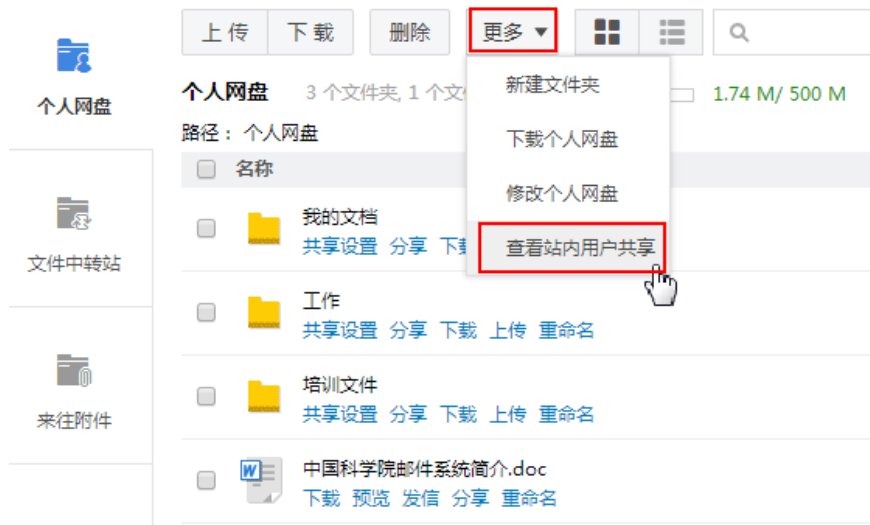 上传 下载 删除 更多
个人网盘
文件中转站
来往附件
个人网盘 3 个文件夹, 1 个文 1.74 M/ 500 M
路径： 个人网盘
名称
新建文件夹
下载个人网盘
修改个人网盘
查看站内用户共享
我的文档
共享设置 分享 下
工作
共享设置 分享 下载 上传 重命名
培训文件
共享设置 分享 下载 上传 重命名
中国科学院邮件系统简介.doc
下载 预览 发信 分享 重命名